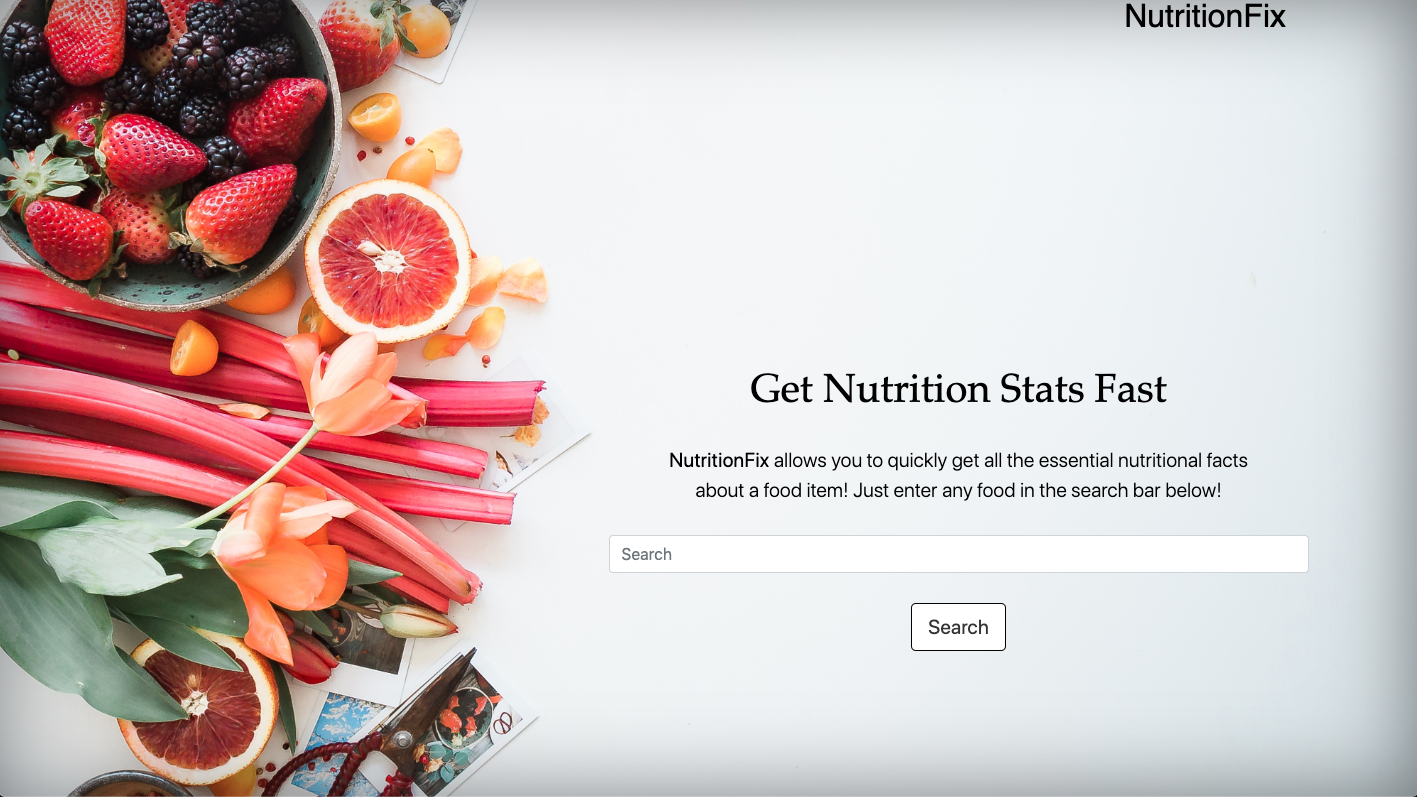 NutritionFix
Get Nutrition Stats Fast
NutritionFix allows you to quickly get all the essential nutritional facts
about a food item! Just enter any food in the search bar below!
Search
Search